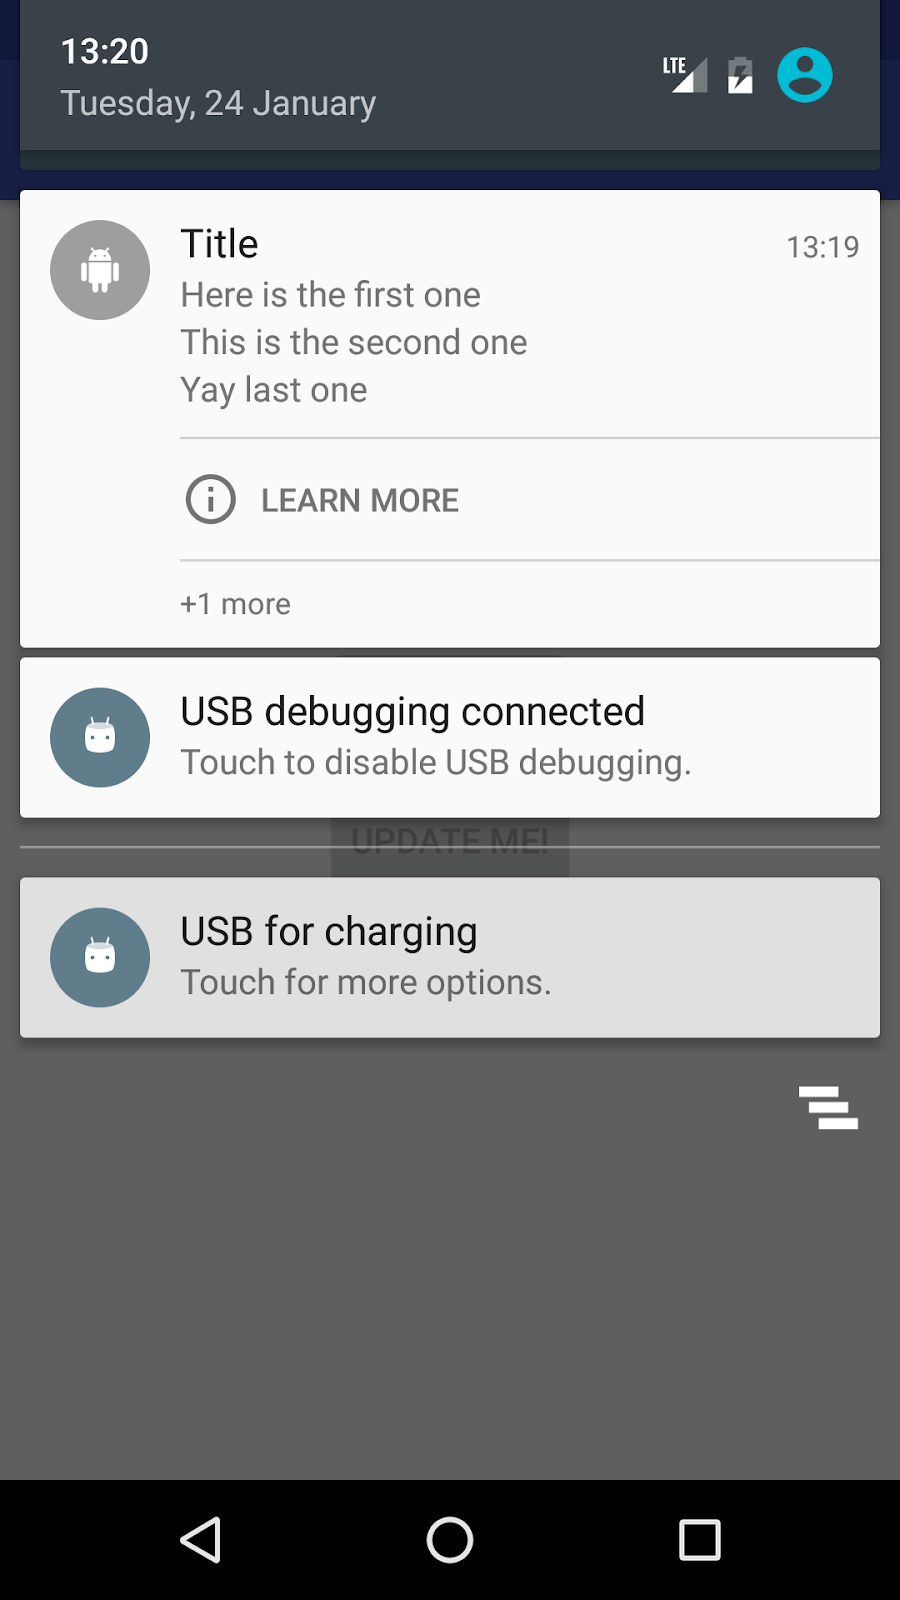 13:20
Tuesday, 24 January
LTE
Title
13:19
Here is the first one
This is the second one
Yay last one
LEARN MORE
+1 more
USB debugging connected
Touch to disable USB debugging.
UPDATE ME!
USB for charging
Touch for more options.